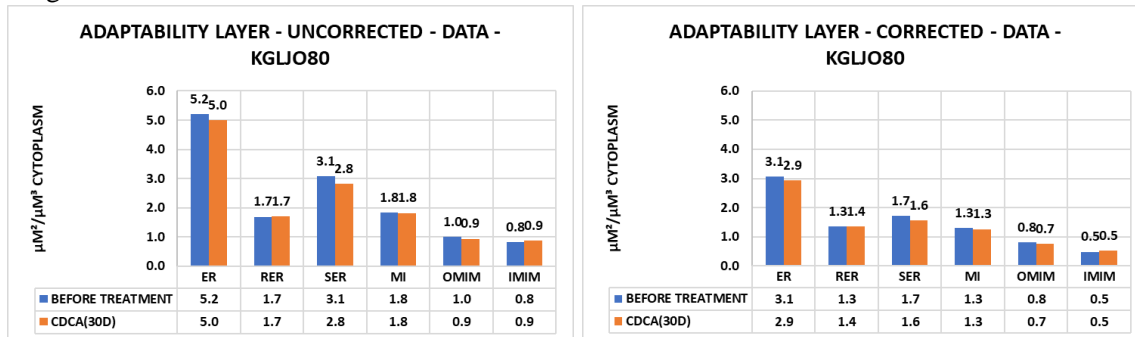 ADAPTABILITY LAYER - UNCORRECTED - DATA -
KGLJO80
µM²/µM³ CYTOPLASM
6.0
5.0
4.0
3.0
2.0
1.0
0.0
5.2 5.0
1.7 1.7
3.1 2.8
1.8 1.8
1.0 0.9
0.8 0.9
ER RER SER MI OMIM IMIM
BEFORE TREATMENT 5.2 1.7 3.1 1.8 1.0 0.8
CDCA(30D) 5.0 1.7 2.8 1.8 0.9 0.9
ADAPTABILITY LAYER - CORRECTED - DATA -
KGLJO80
µM²/µM³ CYTOPLASM
6.0
5.0
4.0
3.0
2.0
1.0
0.0
3.1 2.9
1.3 1.4
1.7 1.6
1.3 1.3
0.8 0.7
0.5 0.5
ER RER SER MI OMIM IMIM
BEFORE TREATMENT 3.1 1.3 1.7 1.3 0.8 0.5
CDCA(30D) 2.9 1.4 1.6 1.3 0.7 0.5